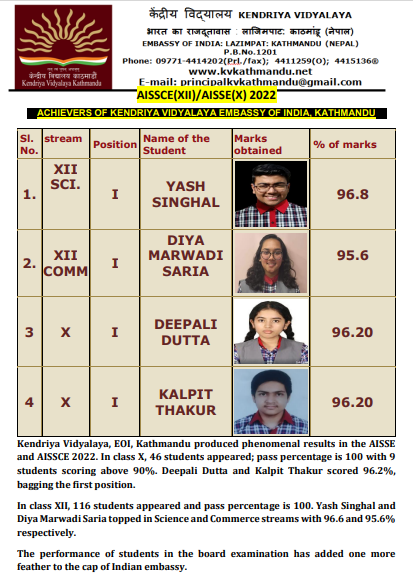 केंद्रीय विद्यालय KENDRIYA VIDYALAYA
भारत का राजदूतावास : लाजिमपाट: काठमांडू (नेपाल)
EMBASSY OF INDIA: LAZIMPAT: KATHMANDU (NEPAL)
P.B.No.1201
Phone: 09771-4414202(Prl./fax); 4411259(O); 4415136®
www.kvkathmandu.net
E-mail: principalkvkathmandu@gmail.com
केन्द्रीय विद्यालय काठमाण्डौ
Kendriya Vidyalaya Kathmandu
AISSCE(XII)/AISSE(X) 2022
ACHIEVERS OF KENDRIYA VIDYALAYA EMBASSY OF INDIA, KATHMANDU
Sl. No. stream Position Name of the Student Marks obtained % of marks
1. XII SCI. I YASH SINGHAL 96.8
2. XII COMM I DIYA MARWADI SARIA 95.6
3 X I DEEPALI DUTTA 96.20
4 X I KALPIT THAKUR 96.20
Kendriya Vidyalaya, EOI, Kathmandu produced phenomenal results in the AISSE
and AISSCE 2022. In class X, 46 students appeared; pass percentage is 100 with 9
students scoring above 90%. Deepali Dutta and Kalpit Thakur scored 96.2%,
bagging the first position.
In class XII, 116 students appeared and pass percentage is 100. Yash Singhal and
Diya Marwadi Saria topped in Science and Commerce streams with 96.6 and 95.6%
respectively.
The performance of students in the board examination has added one more
feather to the cap of Indian embassy.